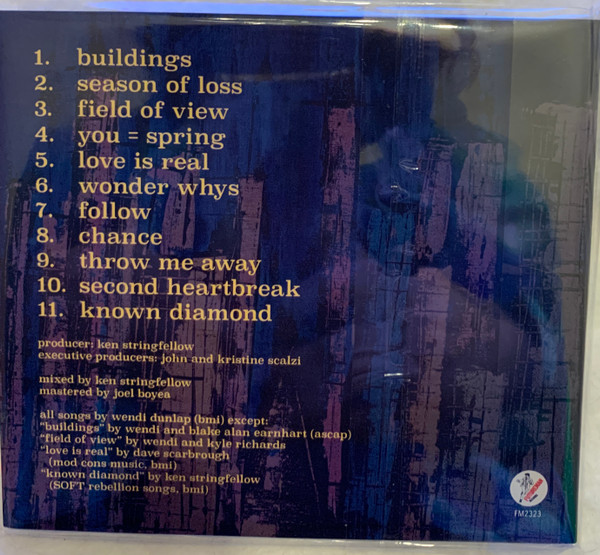 1. buildings
2. season of loss
3. field of view
4. you = spring
5. love is real
6. wonder whys
7. follow
8. chance
9. throw me away
10. second heartbreak
11. known diamond
producer: ken stringfellow
executive producers: john and kristine scalzi
mixed by ken stringfellow
mastered by joel boyea
all songs by wendi dunlap (bmi) except:
"buildings" by wendi and blake alan earnhart (ascap)
"field of view" by wendi and kyle richards
"love is real" by dave scarbrough
(mod cons music, bmi)
"known diamond" by ken stringfellow
(SOFT rebellion songs, bmi)
FM2323